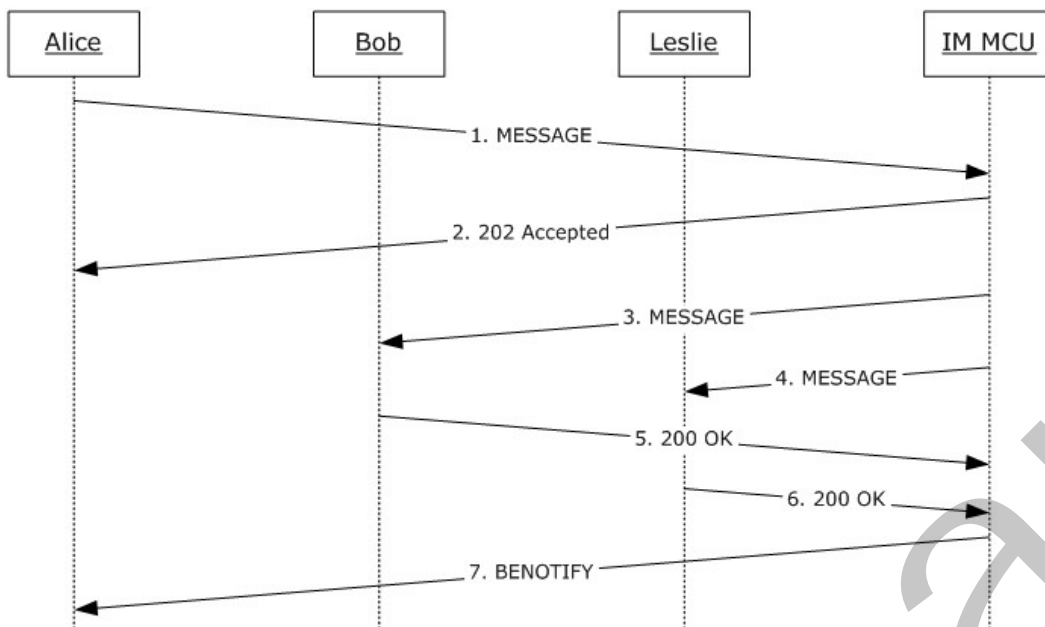 Alice
Bob
Leslie
IM MCU
1. MESSAGE
2. 202 Accepted
3. MESSAGE
4. MESSAGE
5. 200 OK
6. 200 OK
7. BENOTIFY